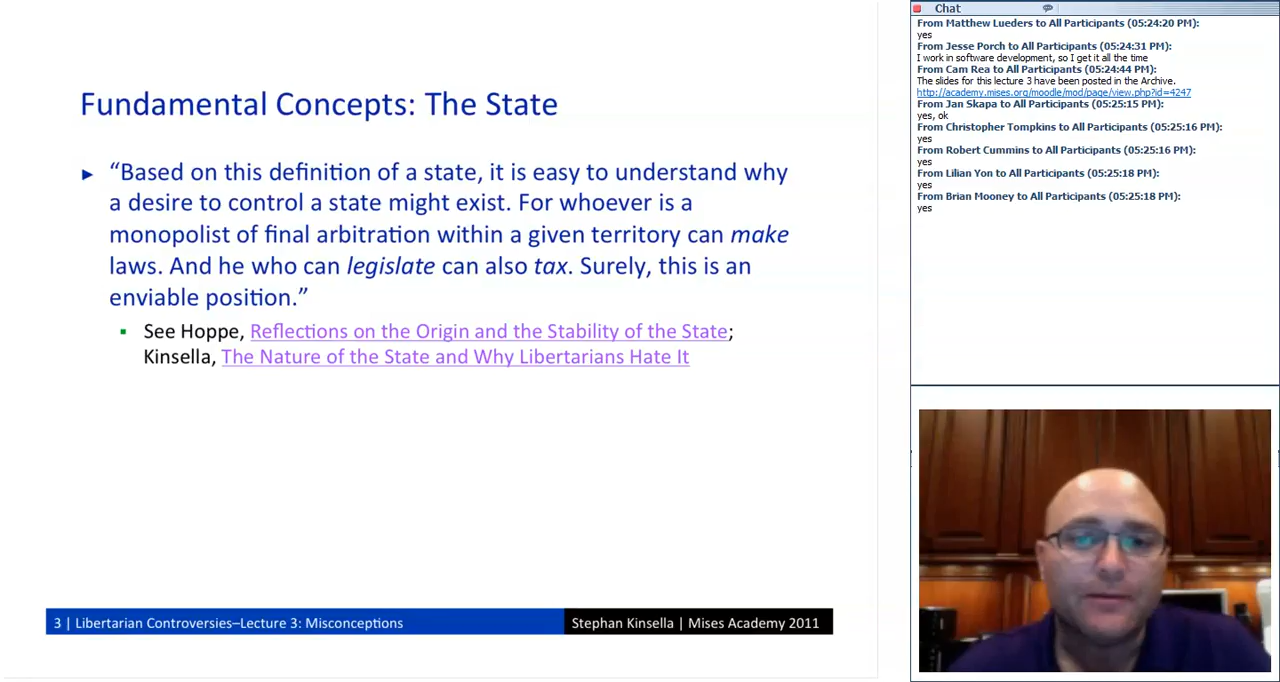 Fundamental Concepts: The State
► “Based on this definition of a state, it is easy to understand why
a desire to control a state might exist. For whoever is a
monopolist of final arbitration within a given territory can make
laws. And he who can legislate can also tax. Surely, this is an
enviable position.”
▪ See Hoppe, Reflections on the Origin and the Stability of the State;
Kinsella, The Nature of the State and Why Libertarians Hate It
3 | Libertarian Controversies–Lecture 3: Misconceptions
Stephan Kinsella | Mises Academy 2011
Chat
From Matthew Lueders to All Participants (05:24:20 PM):
yes
From Jesse Porch to All Participants (05:24:31 PM):
I work in software development, so I get it all the time
From Cam Rea to All Participants (05:24:44 PM):
The slides for this lecture 3 have been posted in the Archive.
http://academy.mises.org/moodle/mod/page/view.php?id=4247
From Jan Skapa to All Participants (05:25:15 PM):
yes, ok
From Christopher Tompkins to All Participants (05:25:16 PM):
yes
From Robert Cummins to All Participants (05:25:16 PM):
yes
From Lilian Yon to All Participants (05:25:18 PM):
yes
From Brian Mooney to All Participants (05:25:18 PM):
yes